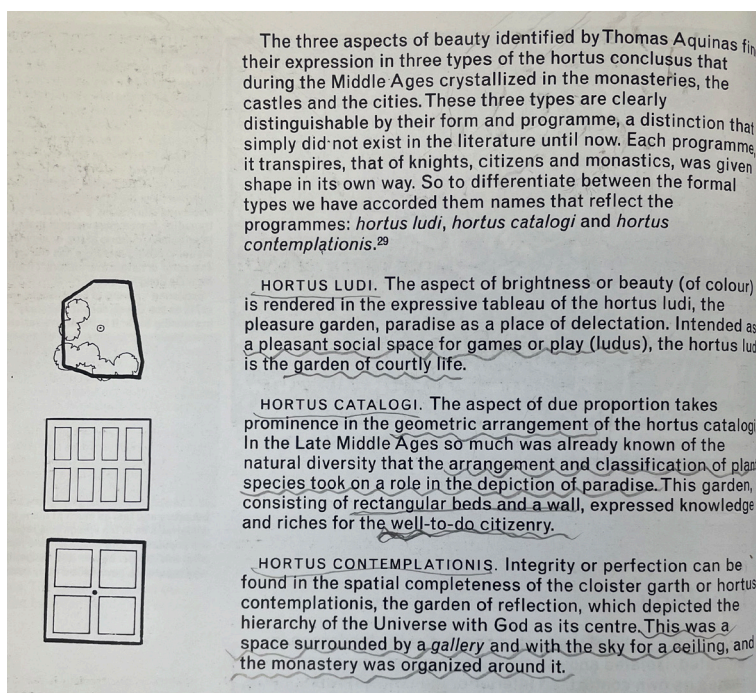 The three aspects of beauty identified by Thomas Aquinas fin
their expression in three types of the hortus conclusus that
during the Middle Ages crystallized in the monasteries, the
castles and the cities. These three types are clearly
distinguishable by their form and programme, a distinction that
simply did not exist in the literature until now. Each programme,
it transpires, that of knights, citizens and monastics, was given
shape in its own way. So to differentiate between the formal
types we have accorded them names that reflect the
programmes: hortus ludi, hortus catalogi and hortus
contemplationis.29
HORTUS LUDI. The aspect of brightness or beauty (of colour)
is rendered in the expressive tableau of the hortus ludi, the
pleasure garden, paradise as a place of delectation. Intended as
a pleasant social space for games or play (ludus), the hortus lud
is the garden of courtly life.
HORTUS CATALOGI. The aspect of due proportion takes
prominence in the geometric arrangement of the hortus catalogi
In the Late Middle Ages so much was already known of the
natural diversity that the arrangement and classification of plan
species took on a role in the depiction of paradise. This garden,
consisting of rectangular beds and a wall, expressed knowledge
and riches for the well-to-do citizenry.
HORTUS CONTEMPLATIONIS. Integrity or perfection can be
found in the spatial completeness of the cloister garth or hortus
contemplationis, the garden of reflection, which depicted the
hierarchy of the Universe with God as its centre. This was a
space surrounded by a gallery and with the sky for a ceiling, and
the monastery was organized around it.